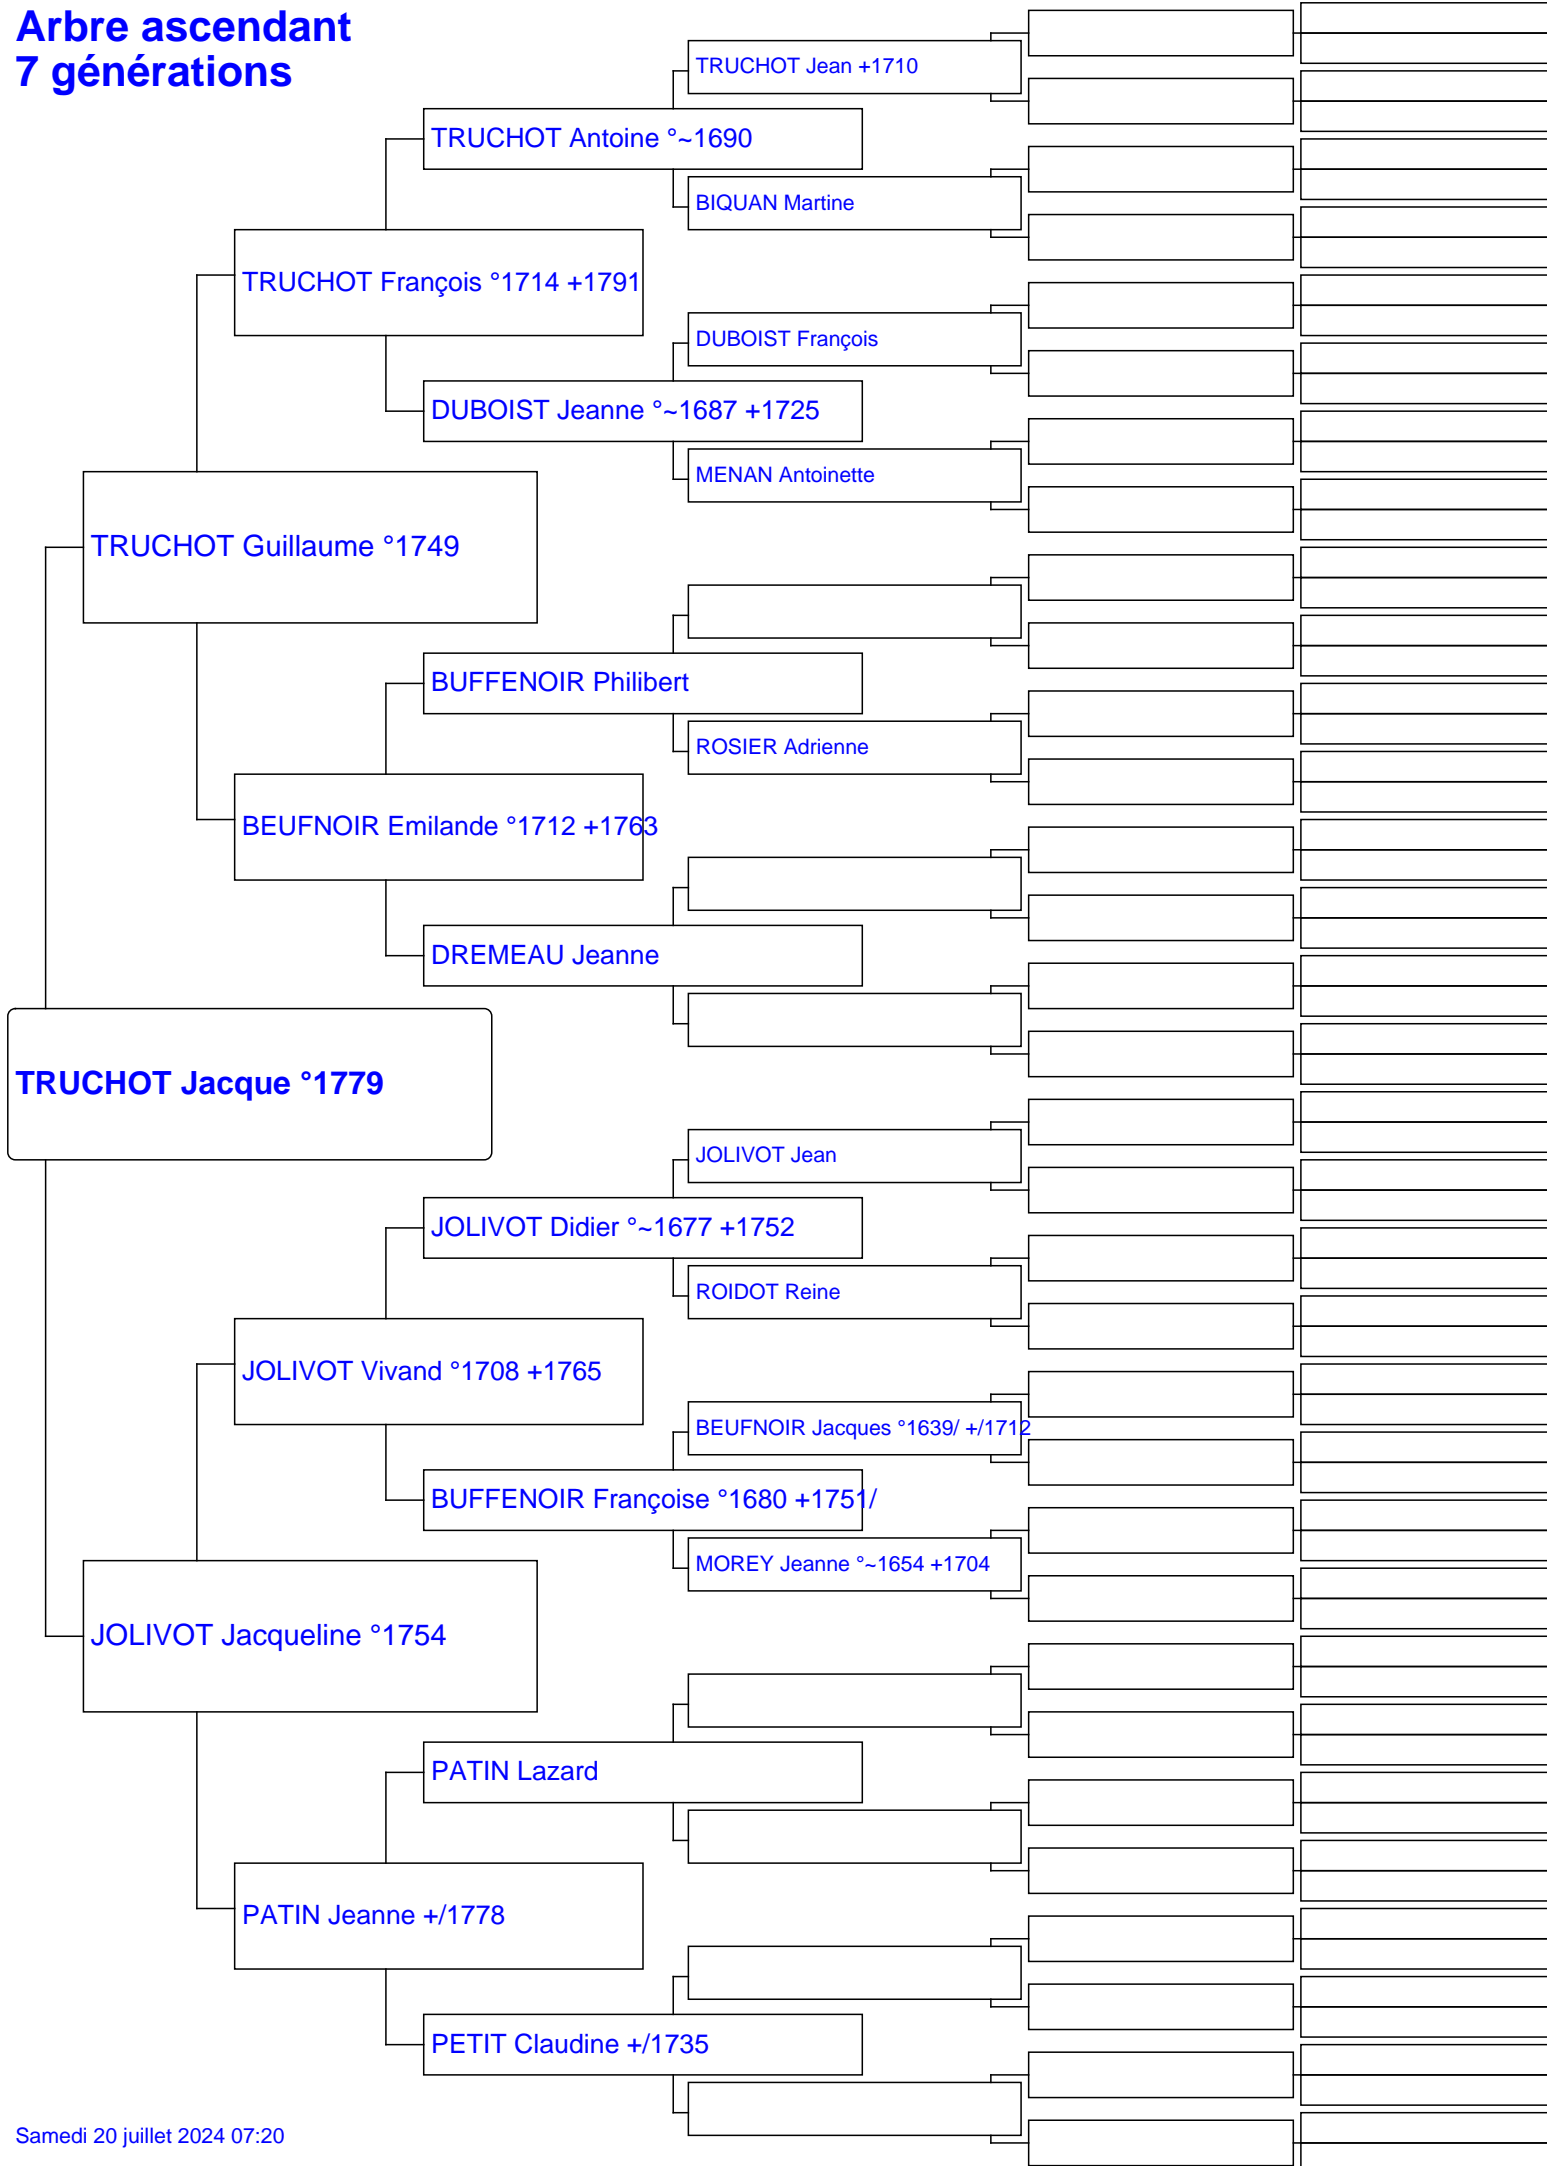 Arbre ascendant
7 générations
TRUCHOT Jean +1710
TRUCHOT Antoine °~1690
BIQUAN Martine
TRUCHOT François °1714 +1791
DUBOIST François
DUBOIST Jeanne °~1687 +1725
MENAN Antoinette
TRUCHOT Guillaume °1749
BUFFENOIR Philibert
ROSIER Adrienne
BEUFNOIR Emilande °1712 +1763
DREMEAU Jeanne
TRUCHOT Jacque °1779
JOLIVOT Jean
JOLIVOT Didier °~1677 +1752
ROIDOT Reine
JOLIVOT Vivand °1708 +1765
BEUFNOIR Jacques °1639/ +/1712
BUFFENOIR Françoise °1680 +1751/
MOREY Jeanne °~1654 +1704
JOLIVOT Jacqueline °1754
PATIN Lazard
PATIN Jeanne +/1778
PETIT Claudine +/1735
Samedi 20 juillet 2024 07:20